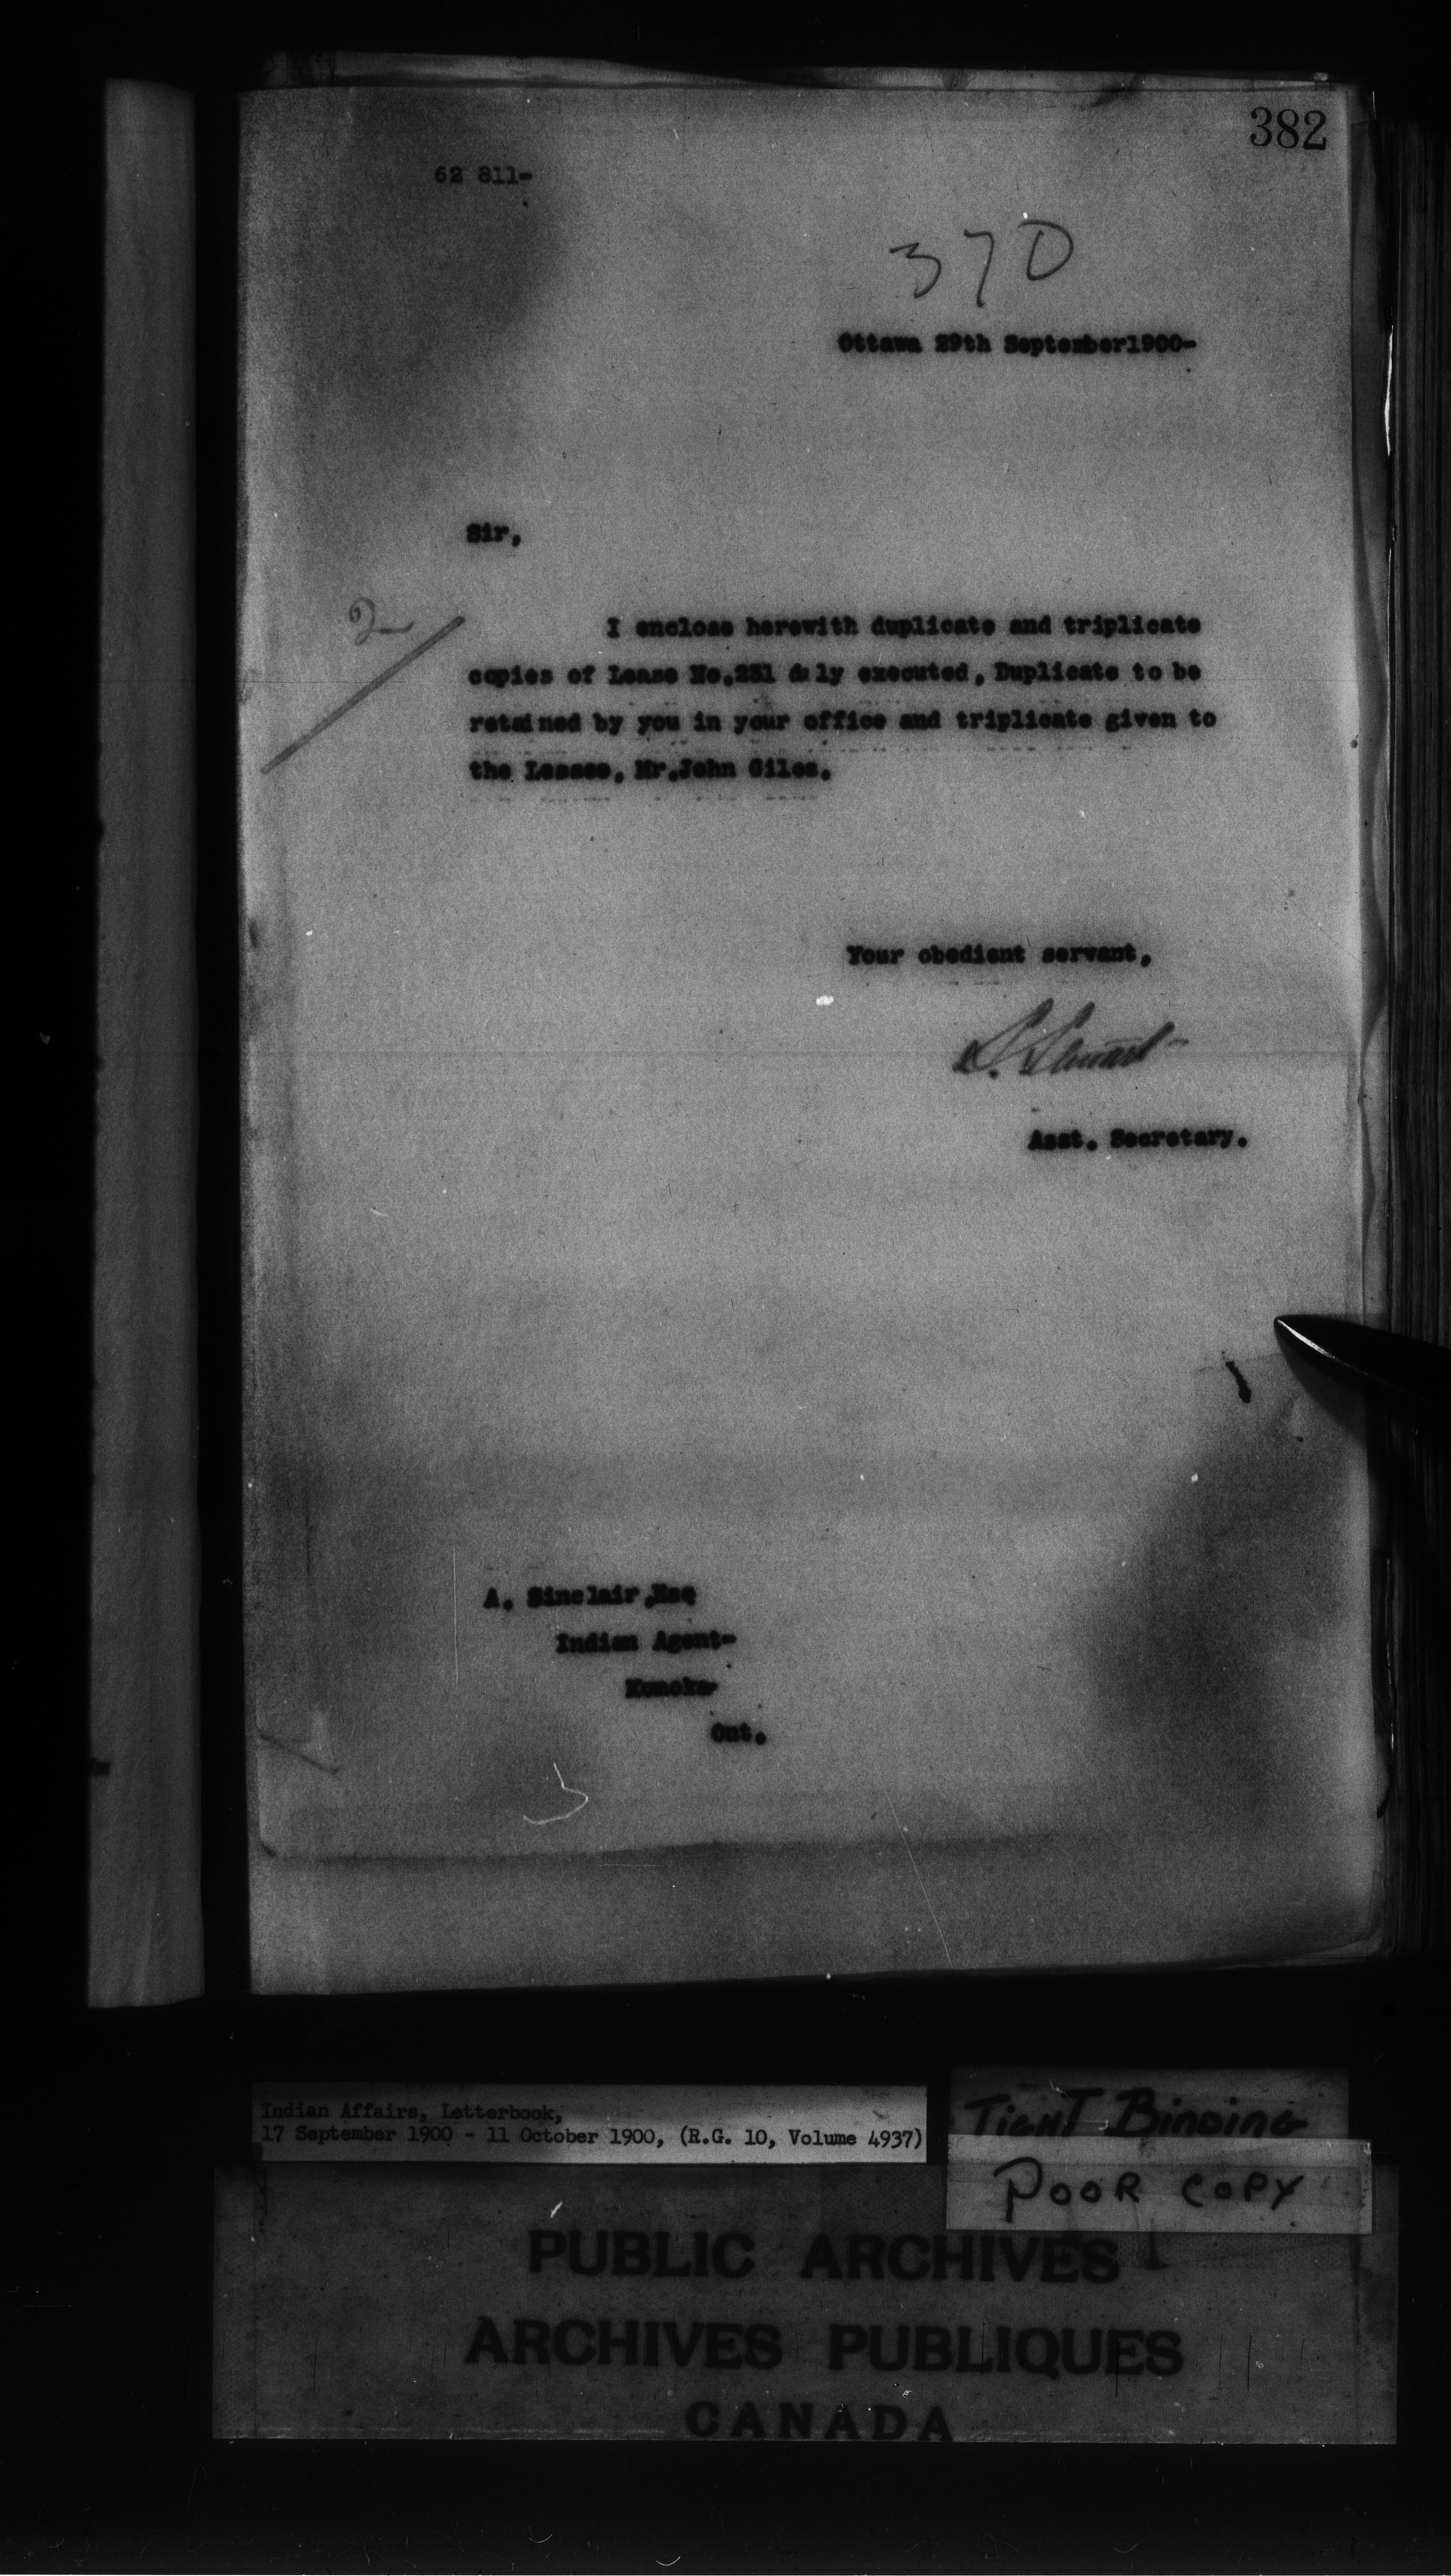 382
62 811-
370
Ottawa 29th September1900-
Sir,
2
I enclose herewith duplicate and triplicate
copies of Lease No.231 duly executed, Duplicate to be
retained by you in your office and triplicate given to
the Lessee, Mr.John Giles.
Your obedient servant,
S. Stewart
Asst. Secretary.
A. Sinclair,Esq
Indian Agent-
Komoka-
Ont.
Indian Affairs, Letterbook,
17 September 1900 - 11 October 1900, (R.G. 10, Volume 4937)
TIGHT BINDING
POOR COPY
PUBLIC ARCHIVES
ARCHIVES PUBLIQUES
CANADA